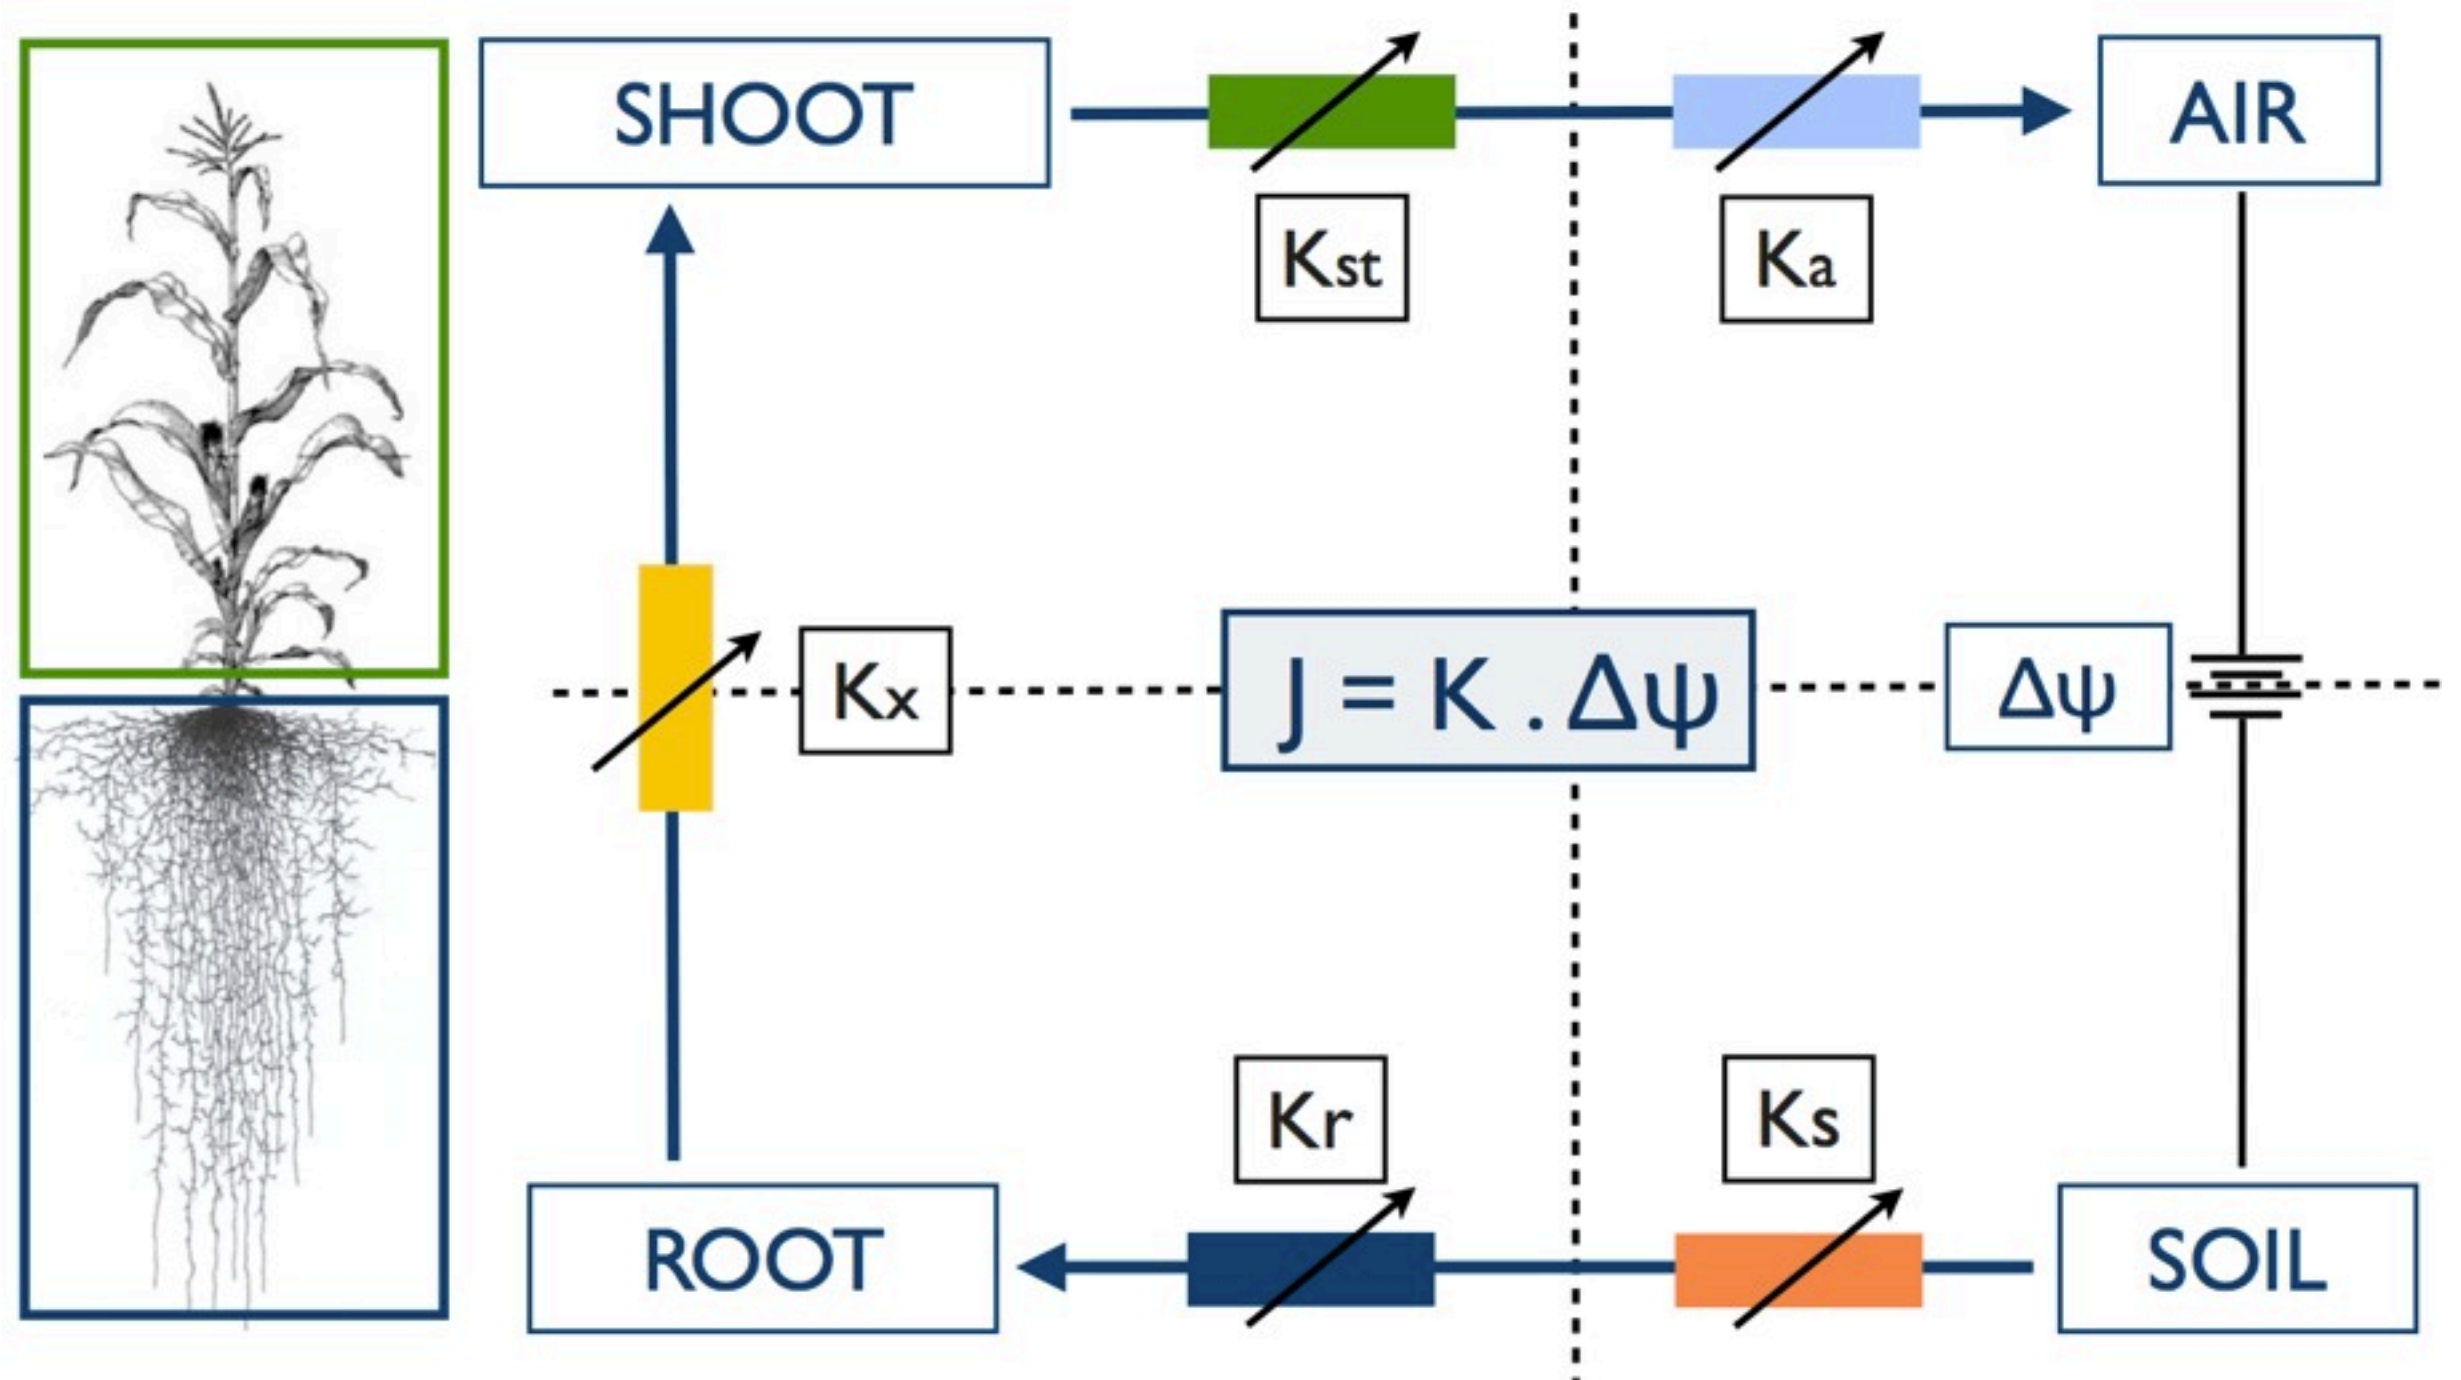 SHOOT
AIR
Kst
Ka
Kx
J = K . Δψ
Δψ
Kr
Ks
ROOT
SOIL